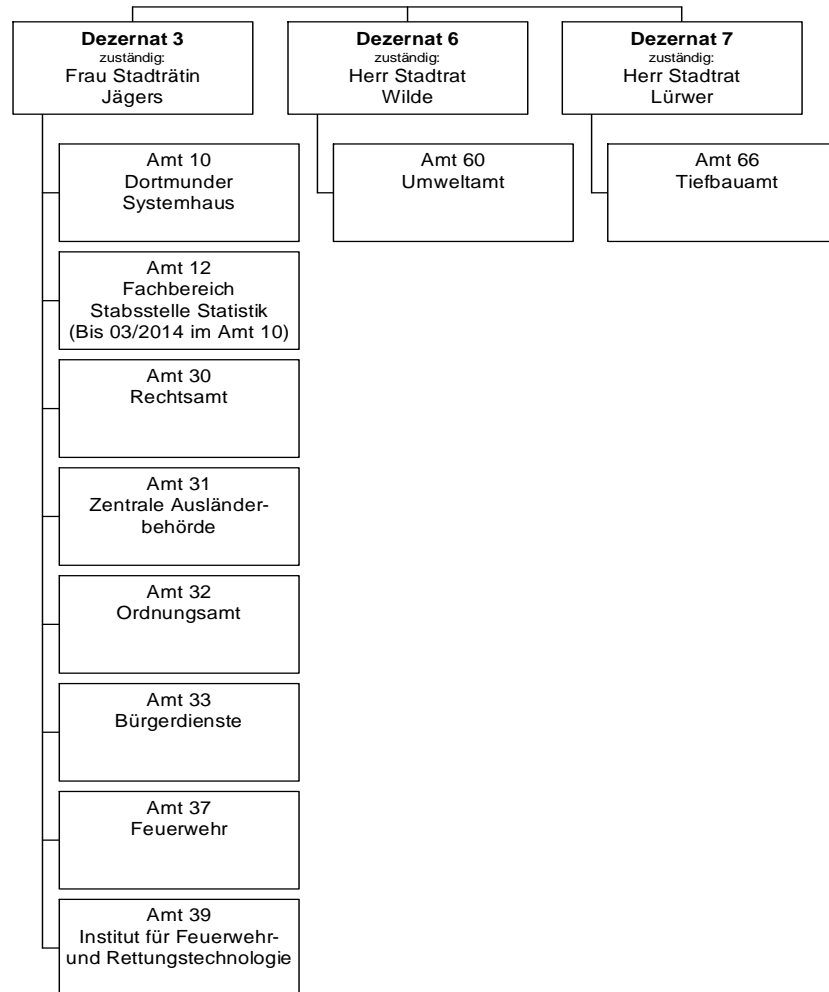 Dezernat 3
zuständig:
Frau Stadträtin
Jägers
Dezernat 6
zuständig:
Herr Stadtrat
Wilde
Dezernat 7
zuständig:
Herr Stadtrat
Lürwer
Amt 10
Dortmunder
Systemhaus
Amt 60
Umweltamt
Amt 66
Tiefbauamt
Amt 12
Fachbereich
Stabsstelle Statistik
(Bis 03/2014 im Amt 10)
Amt 30
Rechtsamt
Amt 31
Zentrale Ausländer-
behörde
Amt 32
Ordnungsamt
Amt 33
Bürgerdienste
Amt 37
Feuerwehr
Amt 39
Institut für Feuerwehr-
und Rettungstechnologie